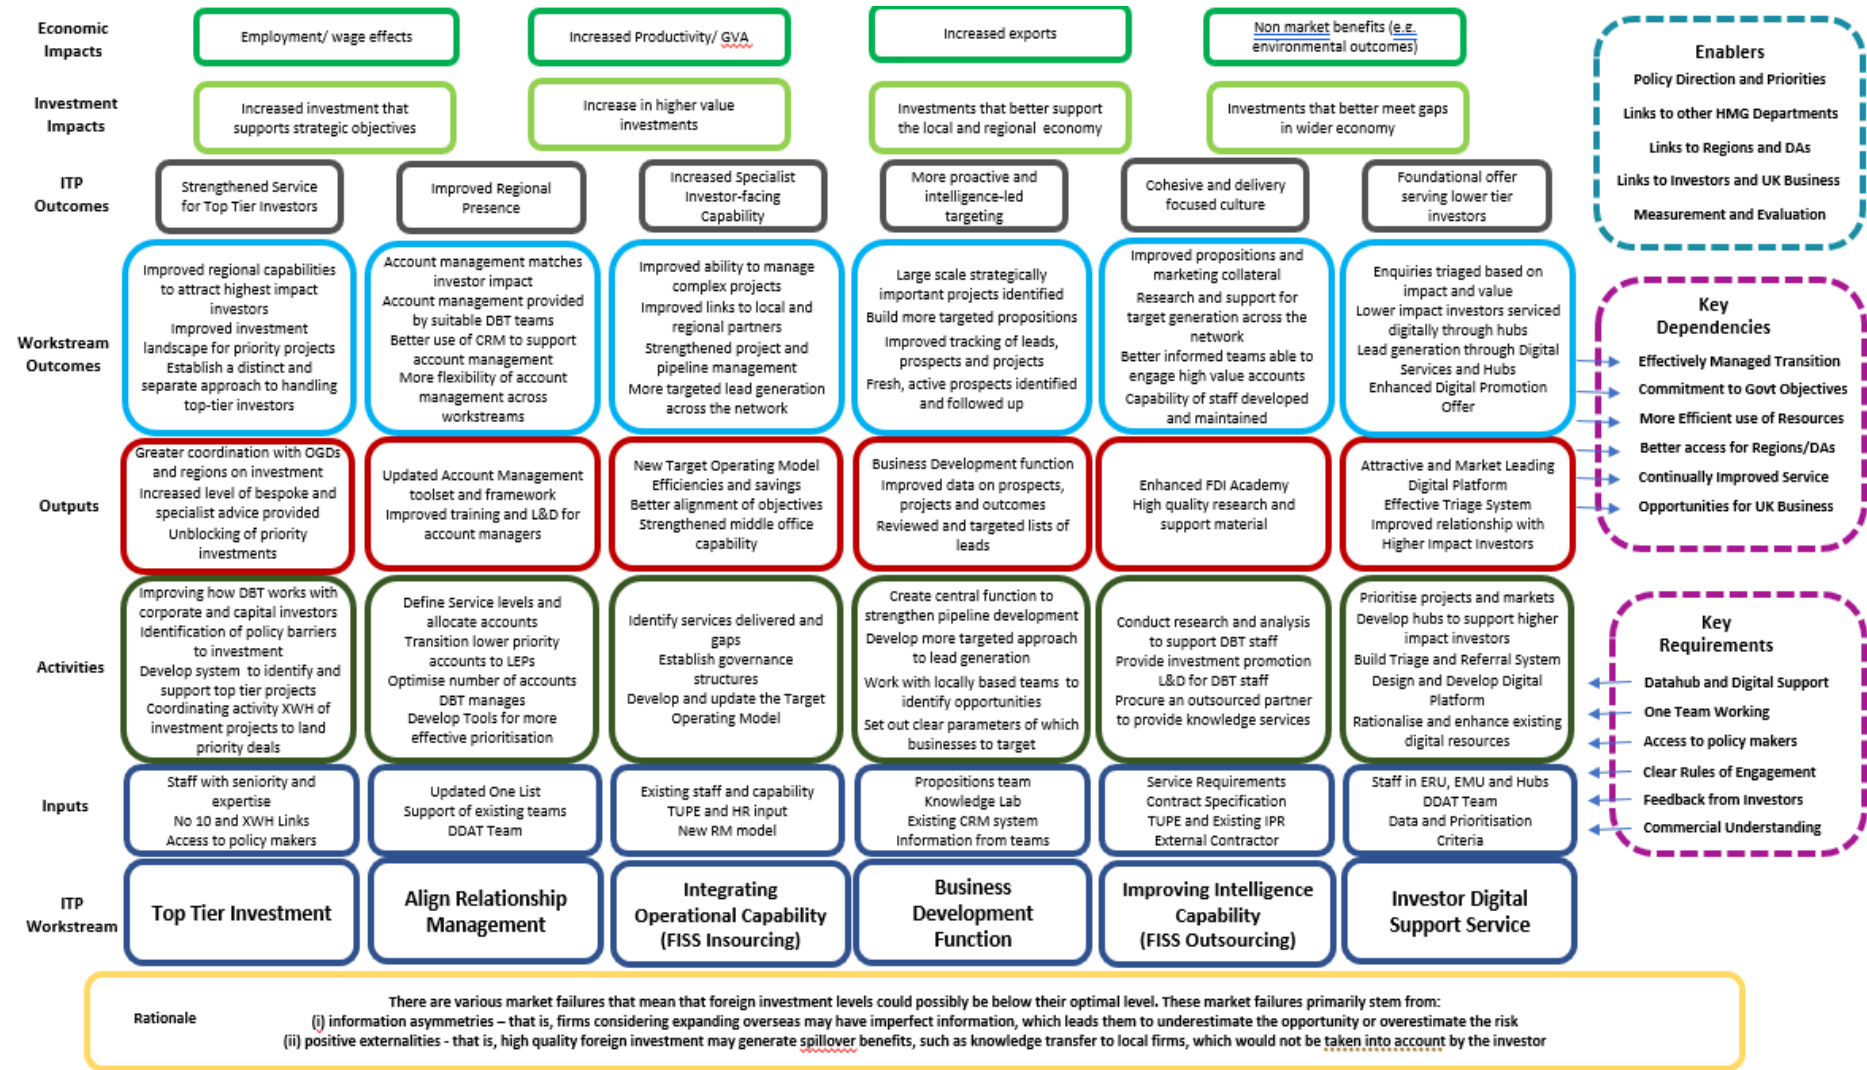 Economic
Impacts
Employment/ wage effects
Increased Productivity/ GVA
Increased exports
Non market benefits (e.g.
environmental outcomes)
Investment
Impacts
Increased investment that
supports strategic objectives
Increase in higher value
investments
Investments that better support
the local and regional economy
Investments that better meet gaps
in wider economy
ITP
Outcomes
Strengthened Service
for Top Tier Investors
Improved Regional
Presence
Increased Specialist
Investor-facing
Capability
More proactive and
intelligence-led
targeting
Cohesive and delivery
focused culture
Foundational offer
serving lower tier
investors
Workstream
Outcomes
Improved regional capabilities
to attract highest impact
investors
Improved investment
landscape for priority projects
Establish a distinct and
separate approach to handling
top-tier investors
Account management matches
investor impact
Account management provided
by suitable DBT teams
Better use of CRM to support
account management
More flexibility of account
management across
workstreams
Improved ability to manage
complex projects
Improved links to local and
regional partners
Strengthened project and
pipeline management
More targeted lead generation
across the network
Large scale strategically
important projects identified
Build more targeted propositions
Improved tracking of leads,
prospects and projects
Fresh, active prospects identified
and followed up
Improved propositions and
marketing collateral
Research and support for
target generation across the
network
Better informed teams able to
engage high value accounts
Capability of staff developed
and maintained
Enquiries triaged based on
impact and value
Lower impact investors serviced
digitally through hubs
Lead generation through Digital
Services and Hubs
Enhanced Digital Promotion
Offer
Outputs
Greater coordination with OGDs
and regions on investment
Increased level of bespoke and
specialist advice provided
Unblocking of priority
investments
Updated Account Management
toolset and framework
Improved training and L&D for
account managers
New Target Operating Model
Efficiencies and savings
Better alignment of objectives
Strengthened middle office
capability
Business Development function
Improved data on prospects,
projects and outcomes
Reviewed and targeted lists of
leads
Enhanced FDI Academy
High quality research and
support material
Attractive and Market Leading
Digital Platform
Effective Triage System
Improved relationship with
Higher Impact Investors
Activities
Improving how DBT works with
corporate and capital investors
Identification of policy barriers
to investment
Develop system to identify and
support top tier projects
Coordinating activity XWH of
investment projects to land
priority deals
Define Service levels and
allocate accounts
Transition lower priority
accounts to LEPs
Optimise number of accounts
DBT manages
Develop Tools for more
effective prioritisation
Identify services delivered and
gaps
Establish governance
structures
Develop and update the Target
Operating Model
Create central function to
strengthen pipeline development
Develop more targeted approach
to lead generation
Work with locally based teams to
identify opportunities
Set out clear parameters of which
businesses to target
Conduct research and analysis
to support DBT staff
Provide investment promotion
L&D for DBT staff
Procure an outsourced partner
to provide knowledge services
Prioritise projects and markets
Develop hubs to support higher
impact investors
Build Triage and Referral System
Design and Develop Digital
Platform
Rationalise and enhance existing
digital resources
Inputs
Staff with seniority and
expertise
No 10 and XWH Links
Access to policy makers
Updated One List
Support of existing teams
DDAT Team
Existing staff and capability
TUPE and HR input
New RM model
Propositions team
Knowledge Lab
Existing CRM system
Information from teams
Service Requirements
Contract Specification
TUPE and Existing IPR
External Contractor
Staff in ERU, EMU and Hubs
DDAT Team
Data and Prioritisation
Criteria
ITP
Workstream
Top Tier Investment
Align Relationship
Management
Integrating
Operational Capability
(FISS Insourcing)
Business
Development
Function
Improving Intelligence
Capability
(FISS Outsourcing)
Investor Digital
Support Service
Rationale
There are various market failures that mean that foreign investment levels could possibly be below their optimal level. These market failures primarily stem from:
(i) information asymmetries – that is, firms considering expanding overseas may have imperfect information, which leads them to underestimate the opportunity or overestimate the risk
(ii) positive externalities - that is, high quality foreign investment may generate spillover benefits, such as knowledge transfer to local firms, which would not be taken into account by the investor
Enablers
Policy Direction and Priorities
Links to other HMG Departments
Links to Regions and DAs
Links to Investors and UK Business
Measurement and Evaluation
Key
Dependencies
Effectively Managed Transition
Commitment to Govt Objectives
More Efficient use of Resources
Better access for Regions/DAs
Continually Improved Service
Opportunities for UK Business
Key
Requirements
Datahub and Digital Support
One Team Working
Access to policy makers
Clear Rules of Engagement
Feedback from Investors
Commercial Understanding